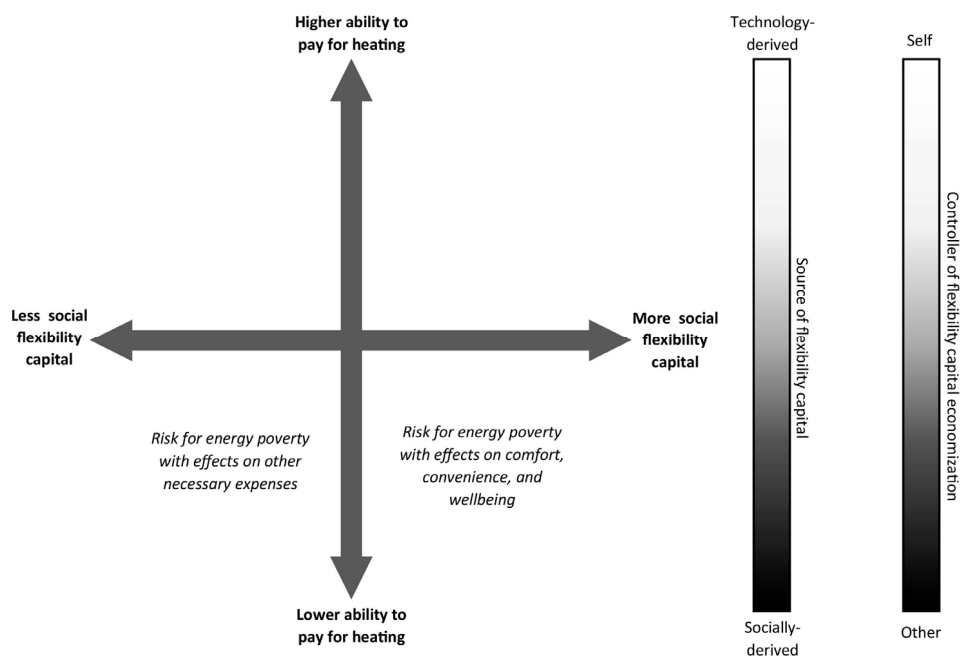 Higher ability to
pay for heating
Less social
flexibility
capital
More social
flexibility
capital
Risk for energy poverty
with effects on other
necessary expenses
Risk for energy poverty
with effects on comfort,
convenience, and
wellbeing
Lower ability to
pay for heating
Technology-
derived
Source of flexibility capital
Socially-
derived
Self
Controller of flexibility capital economization
Other